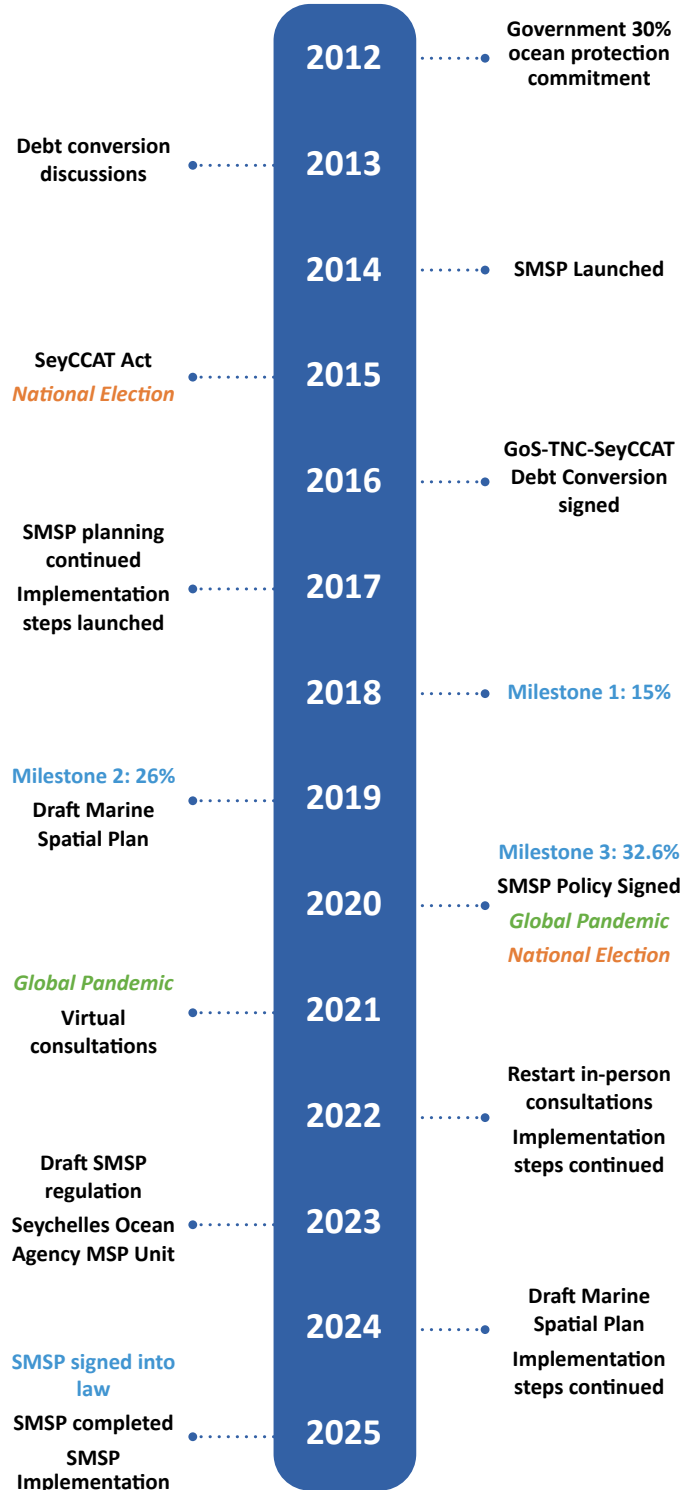 2012
Government 30%
ocean protection
commitment
Debt conversion
discussions
2013
2014
SMSP Launched
SeyCCAT Act
National Election
2015
GoS-TNC-SeyCCAT
Debt Conversion
signed
2016
SMSP planning
continued
Implementation
steps launched
2017
2018
Milestone 1: 15%
Milestone 2: 26%
Draft Marine
Spatial Plan
2019
Milestone 3: 32.6%
SMSP Policy Signed
Global Pandemic
National Election
2020
Global Pandemic
Virtual
consultations
2021
Restart in-person
consultations
Implementation
steps continued
2022
Draft SMSP
regulation
Seychelles Ocean
Agency MSP Unit
2023
2024
Draft Marine
Spatial Plan
Implementation
steps continued
SMSP signed into
law
SMSP completed
SMSP
Implementation
2025